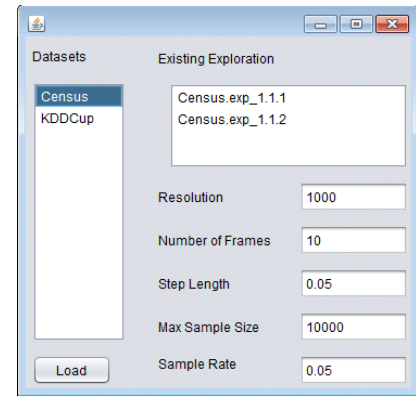 Datasets
Census
KDDCup
Load
Existing Exploration
Census.exp_1.1.1
Census.exp_1.1.2
Resolution 1000
Number of Frames 10
Step Length 0.05
Max Sample Size 10000
Sample Rate 0.05